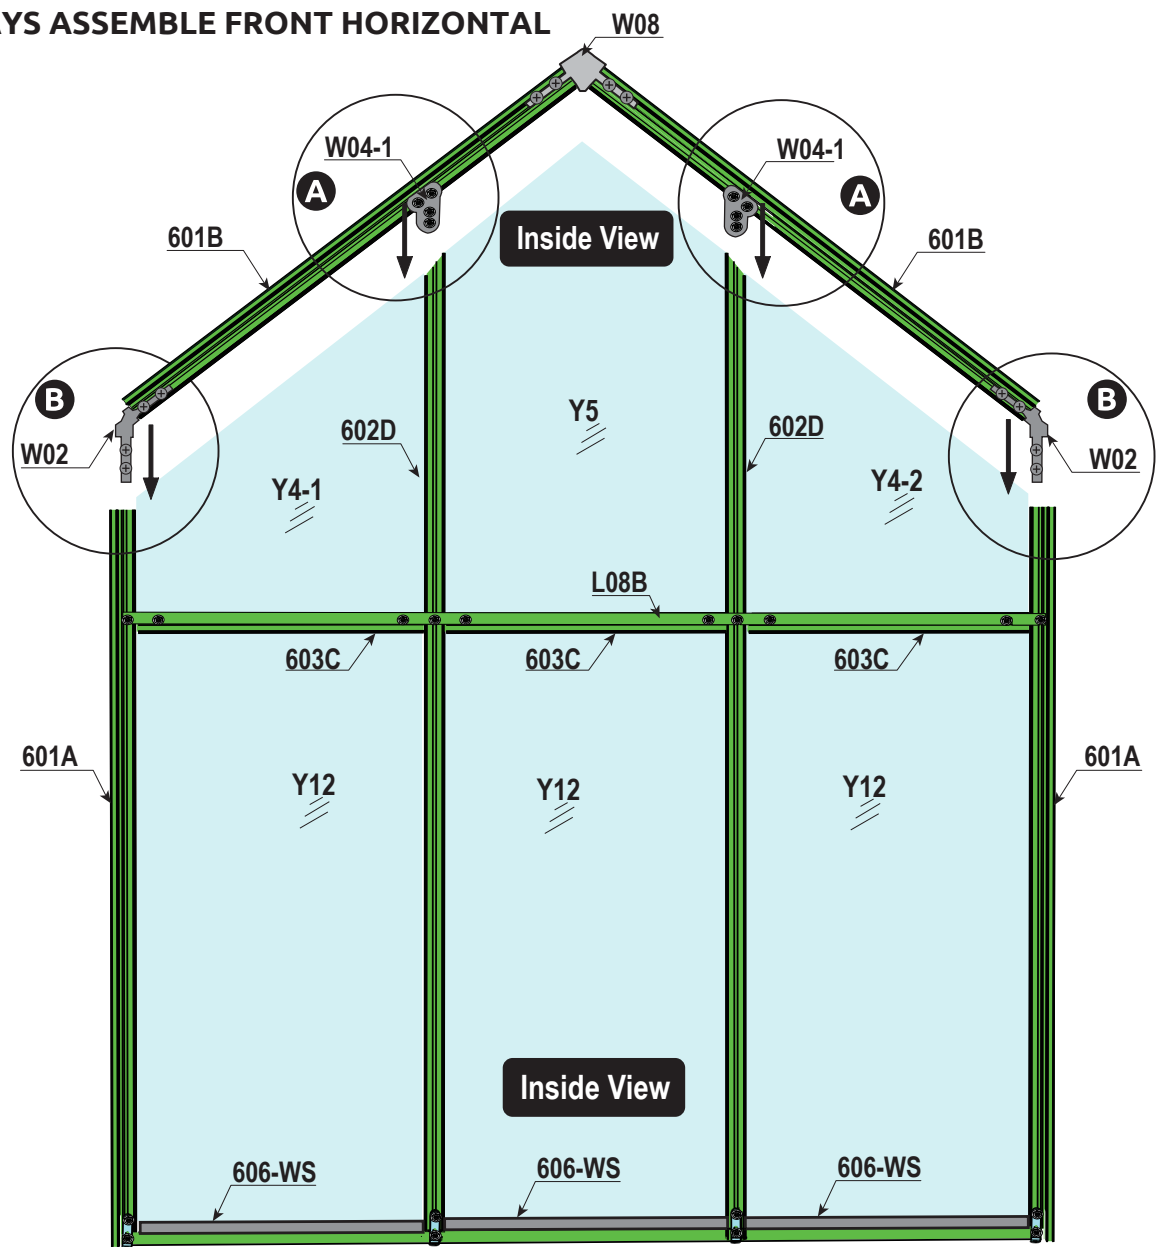 AYS ASSEMBLE FRONT HORIZONTAL
W08
W04-1
W04-1
A
A
Inside View
601B
601B
B
B
Y5
602D
602D
W02
W02
Y4-1
Y4-2
L08B
603C
603C
603C
601A
601A
Y12
Y12
Y12
Inside View
606-WS
606-WS
606-WS